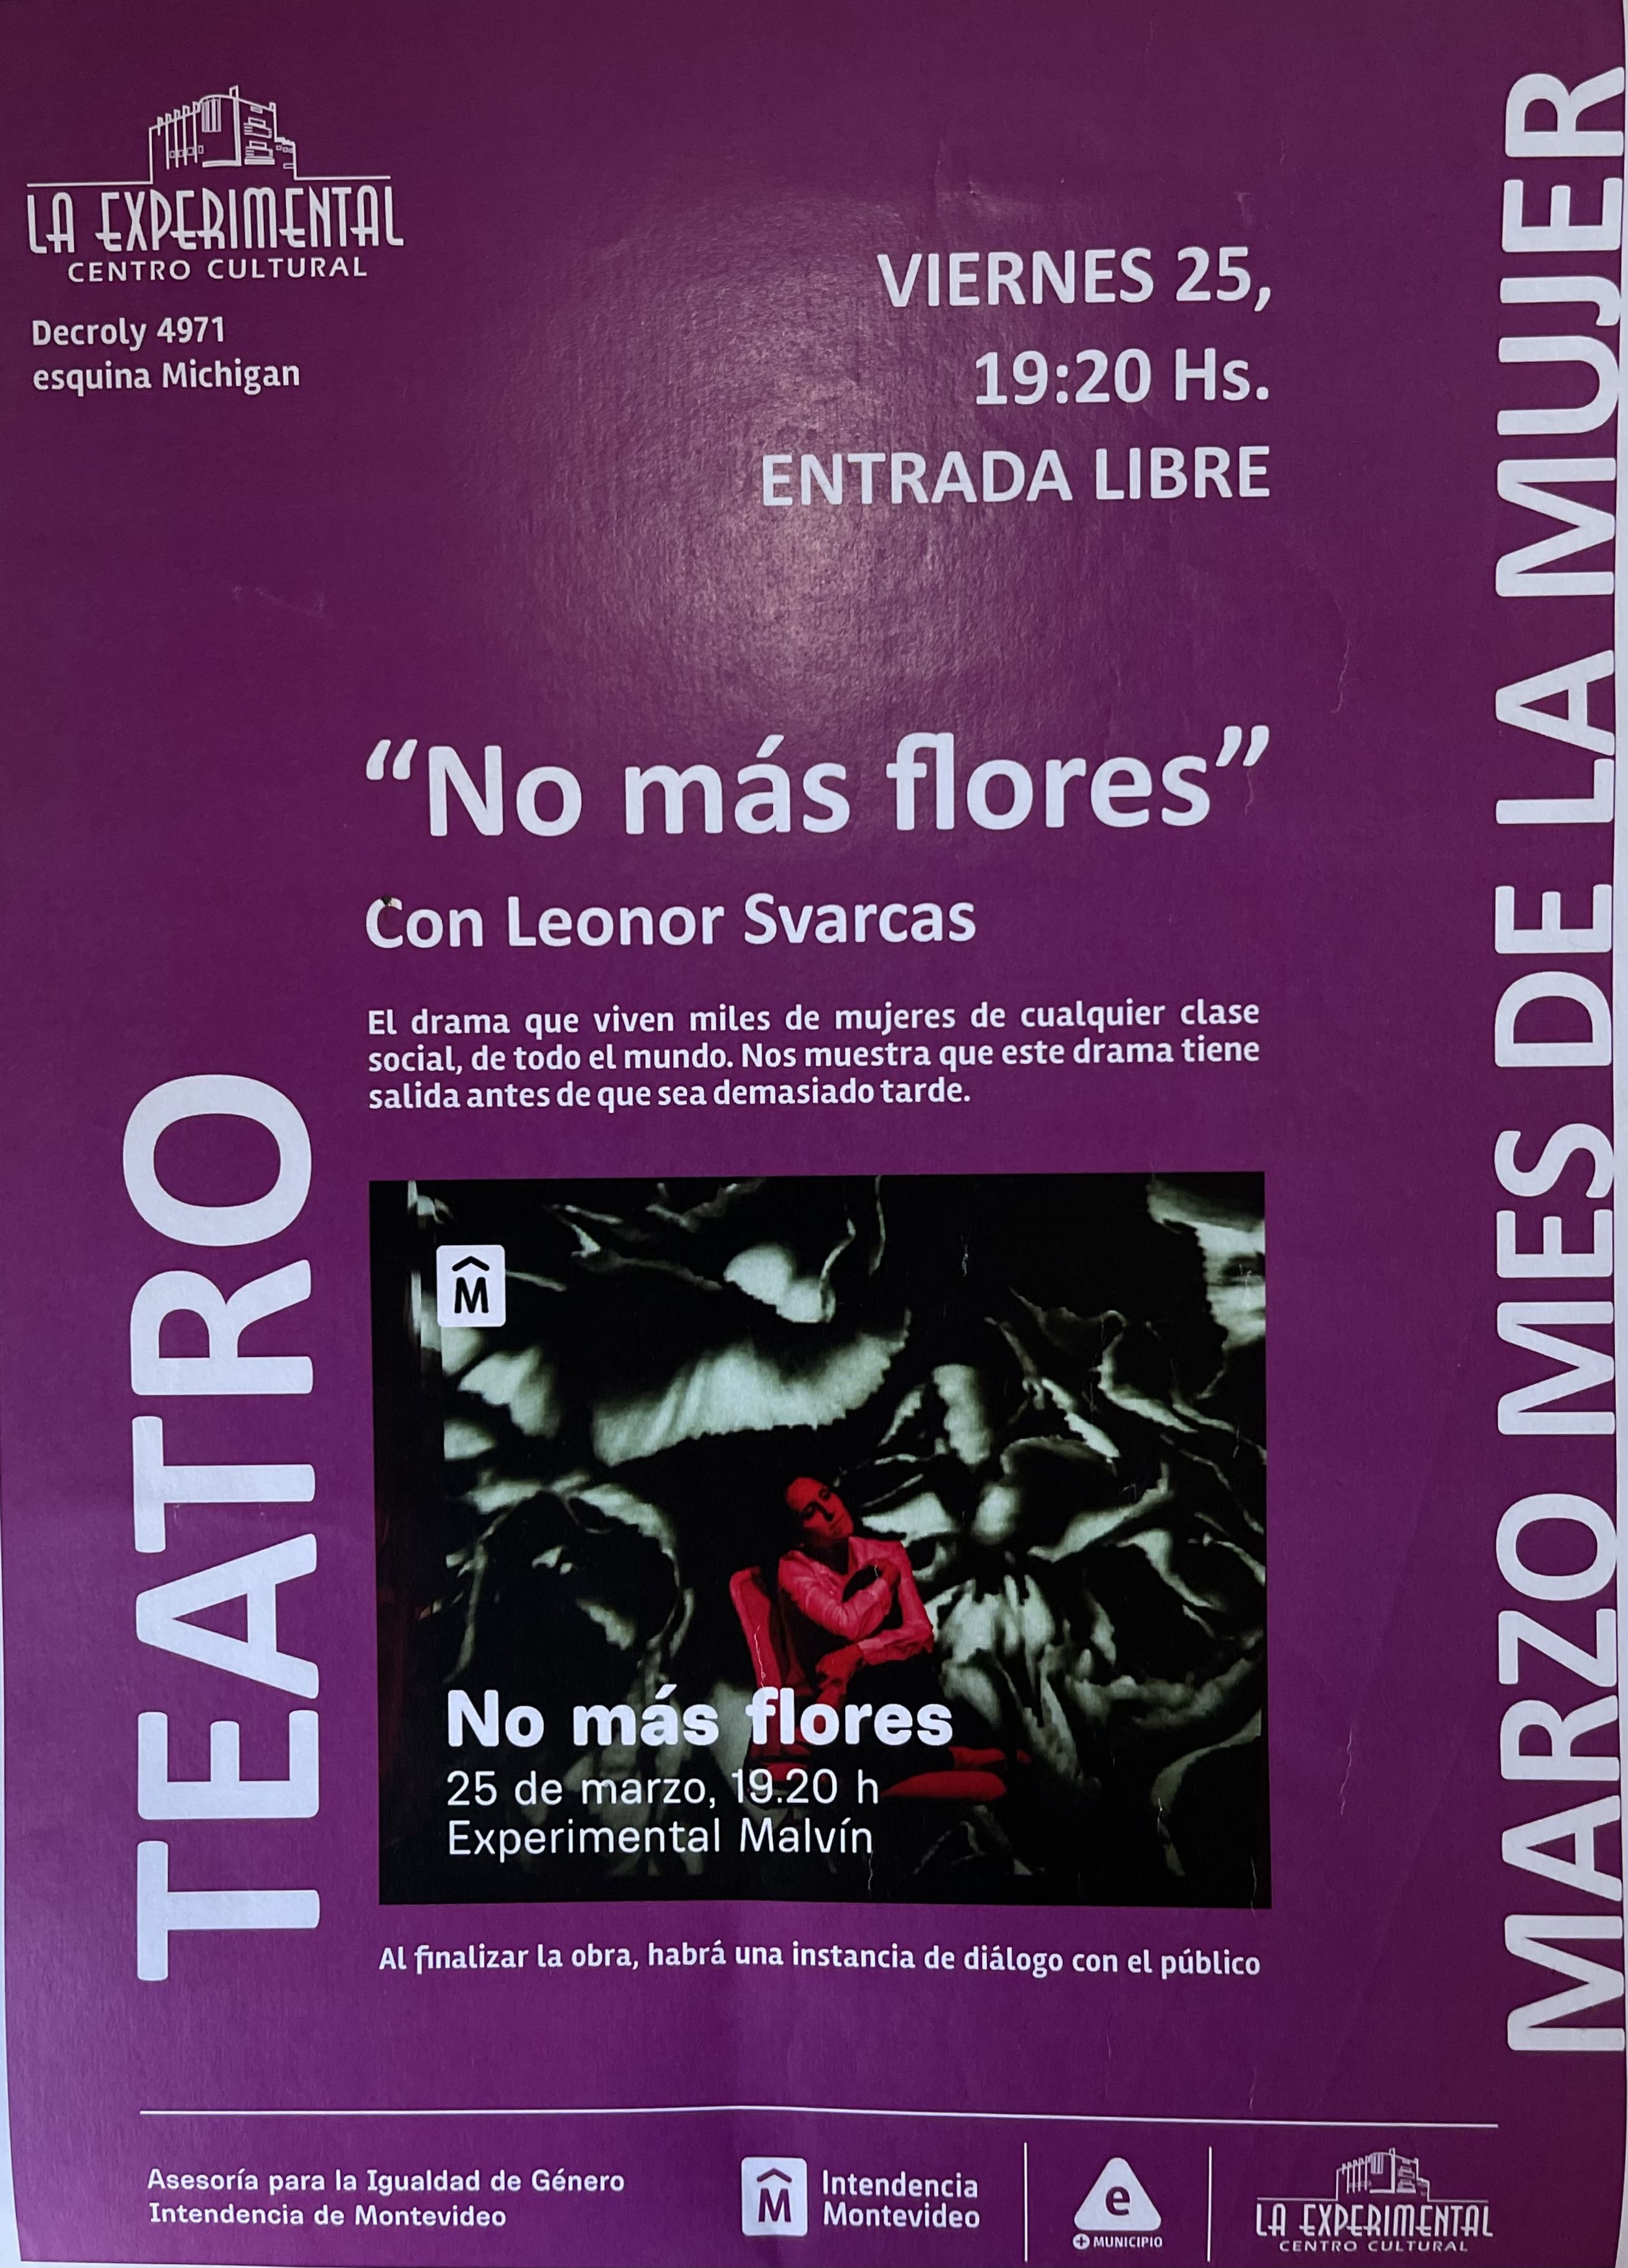 LA EXPERIMENTAL
CENTRO CULTURAL
Decroly 4971
esquina Michigan
VIERNES 25,
19:20 Hs.
ENTRADA LIBRE
MARZO MES DE LA MUJER
“No más flores”
Con Leonor Svarcas
El drama que viven miles de mujeres de cualquier clase
social, de todo el mundo. Nos muestra que este drama tiene
salida antes de que sea demasiado tarde.
TEATRO
M
No más flores
25 de marzo, 19.20 h
Experimental Malvín
Al finalizar la obra, habrá una instancia de diálogo con el público
Asesoría para la Igualdad de Género
Intendencia de Montevideo
M
Intendencia
Montevideo
e
+ MUNICIPIO
LA EXPERIMENTAL
CENTRO CULTURAL